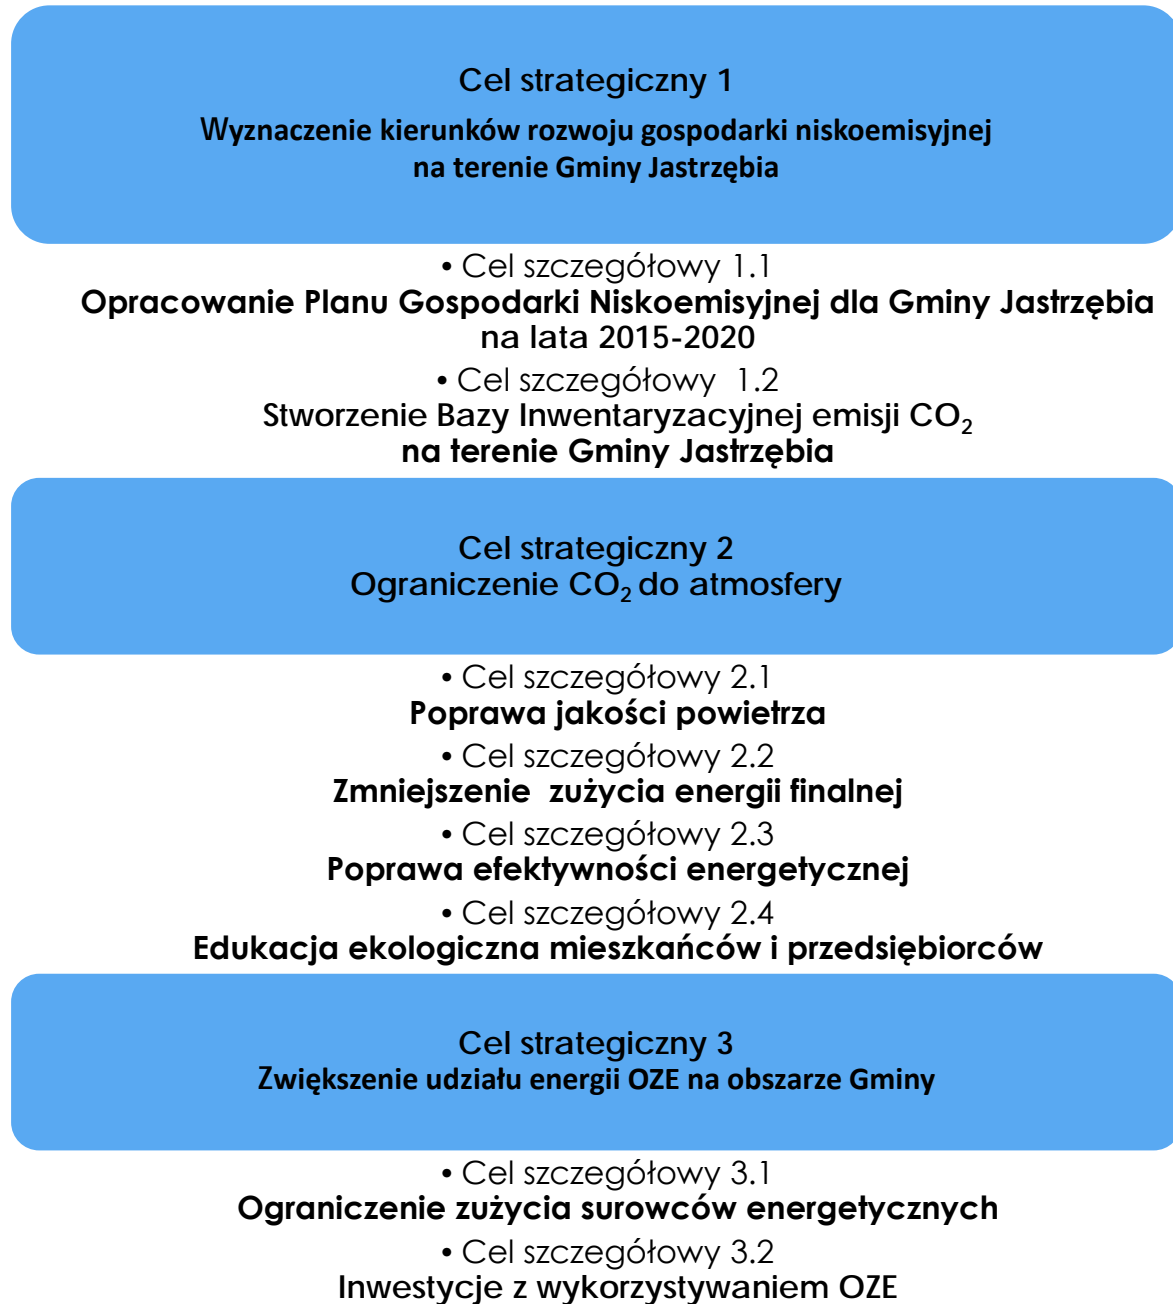 Cel strategiczny 1
Wyznaczenie kierunków rozwoju gospodarki niskoemisyjnej
na terenie Gminy Jastrzębia
• Cel szczegółowy 1.1
Opracowanie Planu Gospodarki Niskoemisyjnej dla Gminy Jastrzębia
na lata 2015-2020
• Cel szczegółowy 1.2
Stworzenie Bazy Inwentaryzacyjnej emisji CO₂
na terenie Gminy Jastrzębia
Cel strategiczny 2
Ograniczenie CO₂ do atmosfery
• Cel szczegółowy 2.1
Poprawa jakości powietrza
• Cel szczegółowy 2.2
Zmniejszenie zużycia energii finalnej
• Cel szczegółowy 2.3
Poprawa efektywności energetycznej
• Cel szczegółowy 2.4
Edukacja ekologiczna mieszkańców i przedsiębiorców
Cel strategiczny 3
Zwiększenie udziału energii OZE na obszarze Gminy
• Cel szczegółowy 3.1
Ograniczenie zużycia surowców energetycznych
• Cel szczegółowy 3.2
Inwestycje z wykorzystywaniem OZE